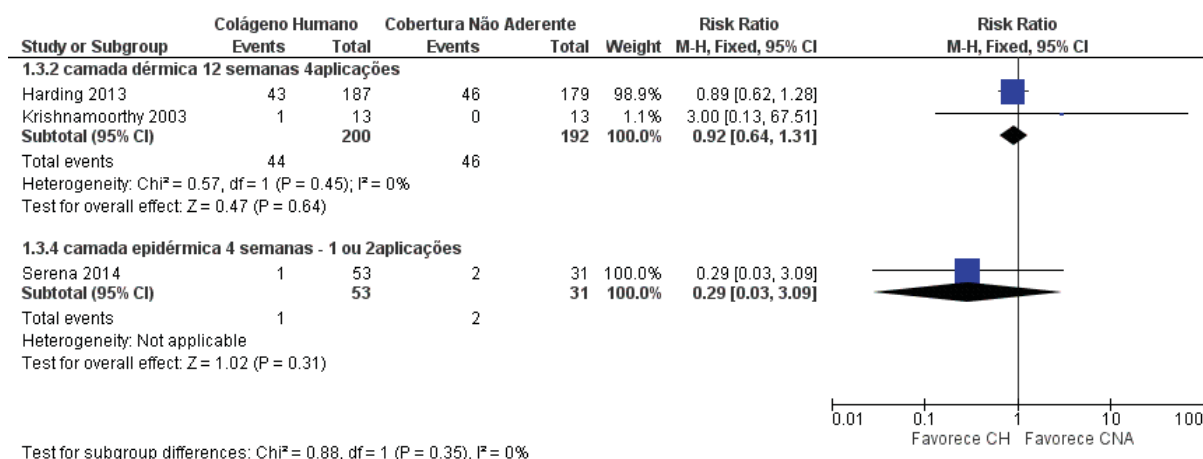 Colágeno Humano Cobertura Não Aderente Risk Ratio Risk Ratio
Study or Subgroup Events Total Events Total Weight M-H, Fixed, 95% CI M-H, Fixed, 95% CI
1.3.2 camada dérmica 12 semanas 4aplicações
Harding 2013 43 187 46 179 98.9% 0.89 [0.62, 1.28]
Krishnamoorthy 2003 1 13 0 13 1.1% 3.00 [0.13, 67.51]
Subtotal (95% CI) 200 192 100.0% 0.92 [0.64, 1.31]
Total events 44 46
Heterogeneity: Chi² = 0.57, df = 1 (P = 0.45); I² = 0%
Test for overall effect: Z = 0.47 (P = 0.64)
1.3.4 camada epidérmica 4 semanas - 1 ou 2aplicações
Serena 2014 1 53 2 31 100.0% 0.29 [0.03, 3.09]
Subtotal (95% CI) 53 31 100.0% 0.29 [0.03, 3.09]
Total events 1 2
Heterogeneity: Not applicable
Test for overall effect: Z = 1.02 (P = 0.31)
0.01 0.1 1 10 100
Favorece CH Favorece CNA
Test for subgroup differences: Chi² = 0.88, df = 1 (P = 0.35), I² = 0%